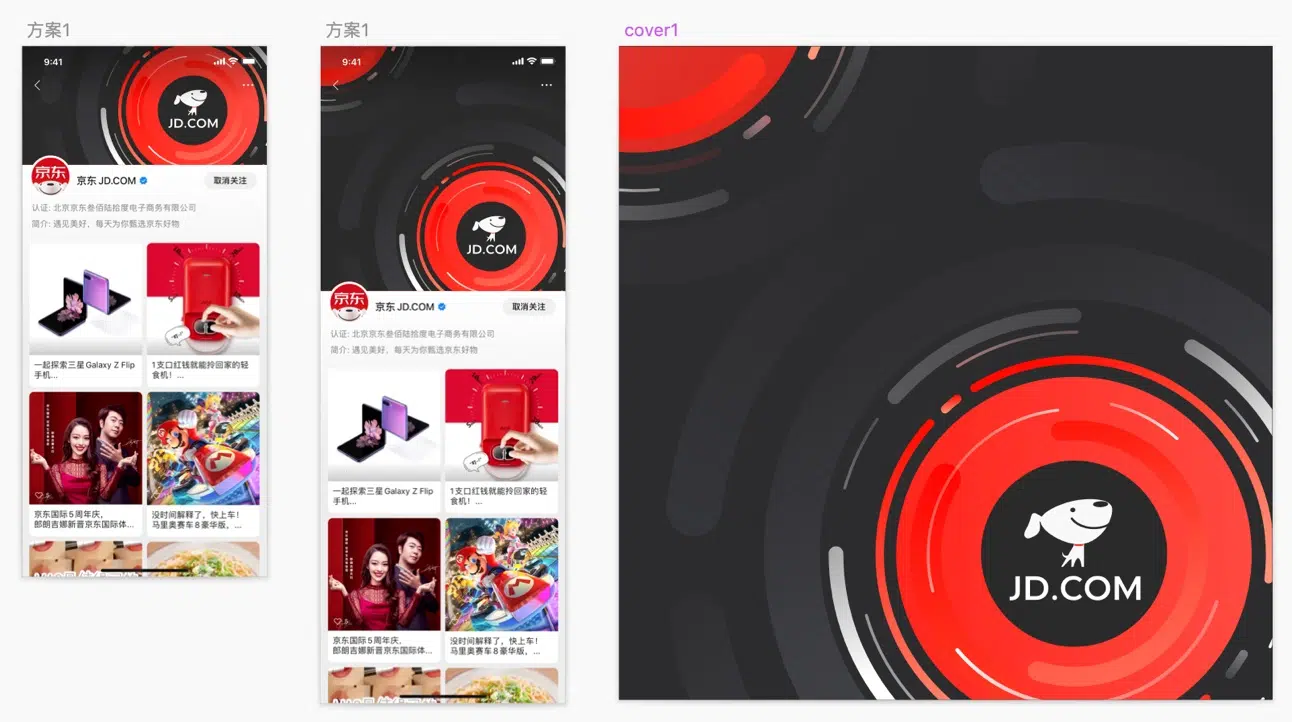 方案1
9:41
JD.COM
京东
京东 JD.COM
取消关注
认证: 北京京东叁佰陆拾度电子商务有限公司
简介: 遇见美好，每天为你甄选京东好物
一起探索三星Galaxy Z Flip
手机...
1支口红钱就能拎回家的轻
食机！...
京东国际5周年庆，
郎朗吉娜新晋京东国际体...
没时间解释了，快上车！
马里奥赛车8豪华版，...
方案1
9:41
JD.COM
京东
京东 JD.COM
取消关注
认证: 北京京东叁佰陆拾度电子商务有限公司
简介: 遇见美好，每天为你甄选京东好物
一起探索三星Galaxy Z Flip
手机...
1支口红钱就能拎回家的轻
食机！...
京东国际5周年庆，
郎朗吉娜新晋京东国际体...
没时间解释了，快上车！
马里奥赛车8豪华版，...
cover1
JD.COM